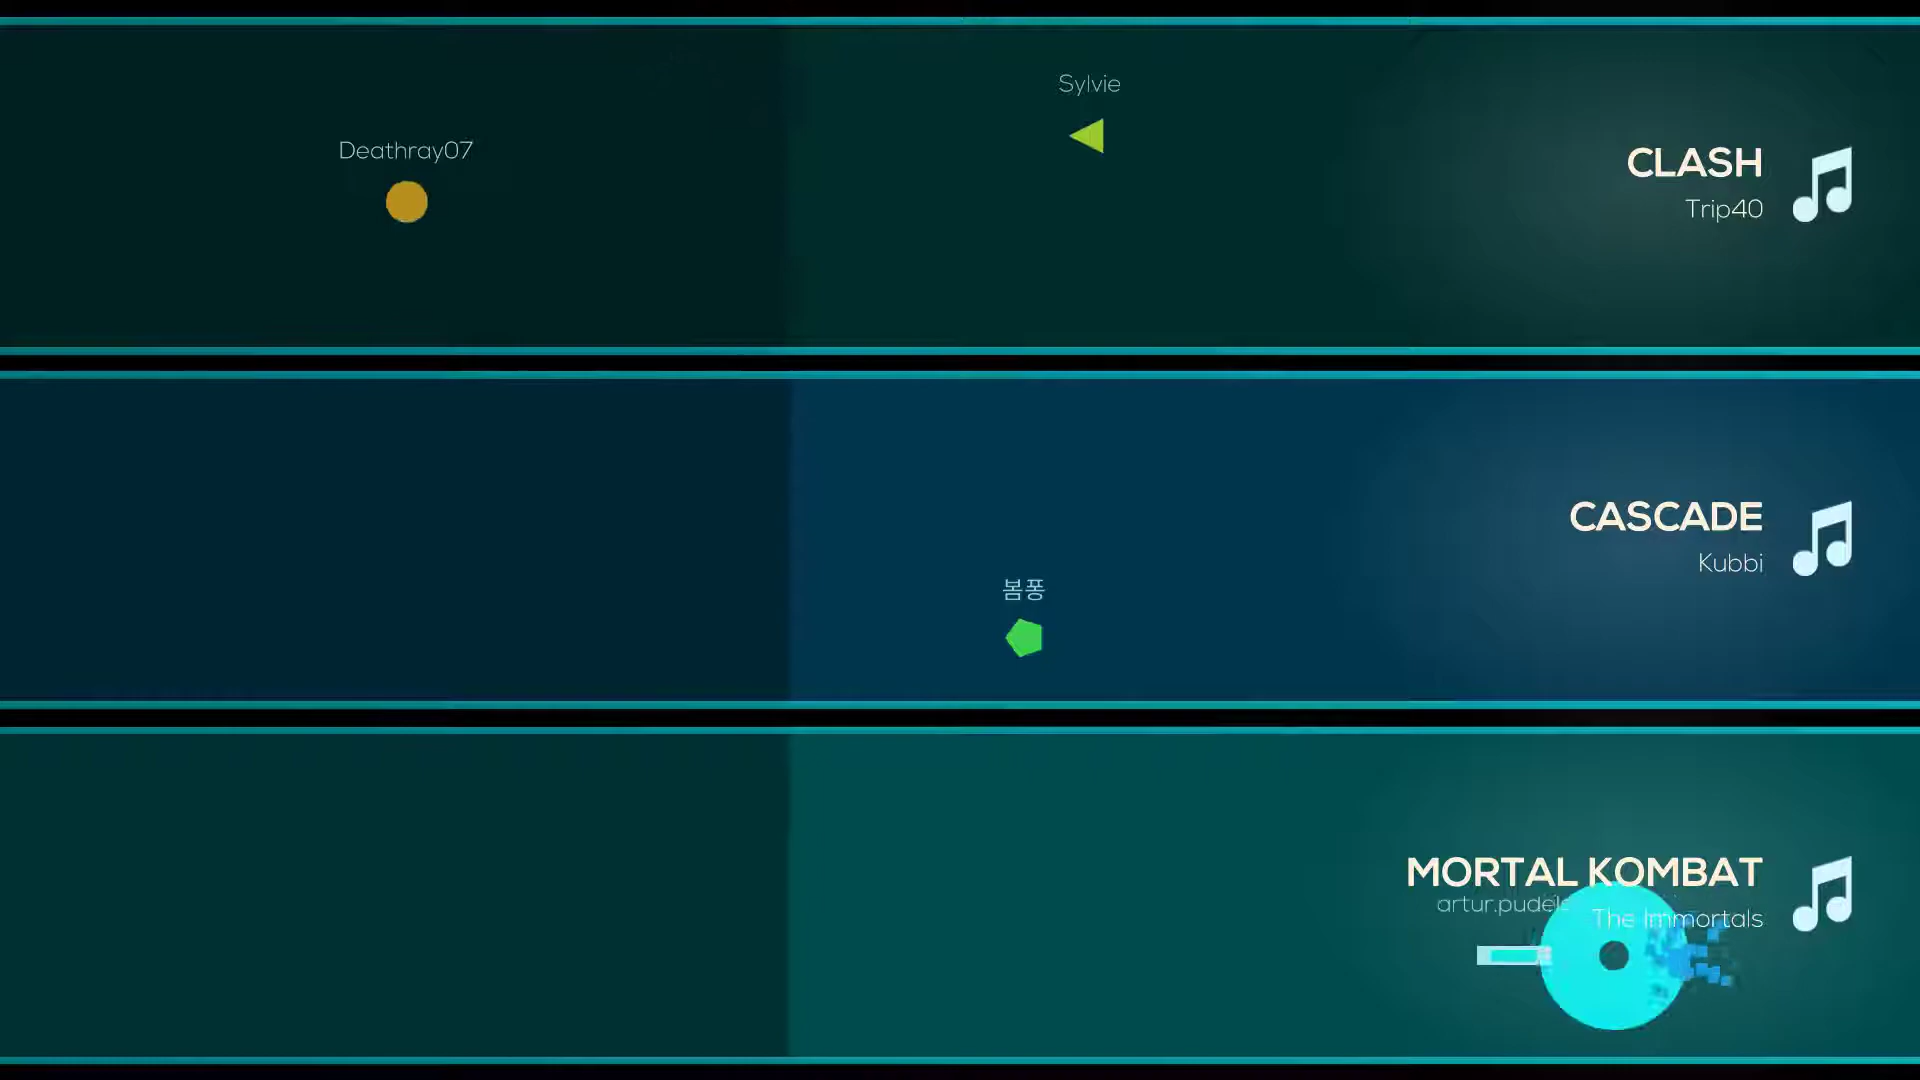 Sylvie
Deathray07
CLASH
Trip40
CASCADE
Kubbi
봄퐁
MORTAL KOMBAT
The Immortals